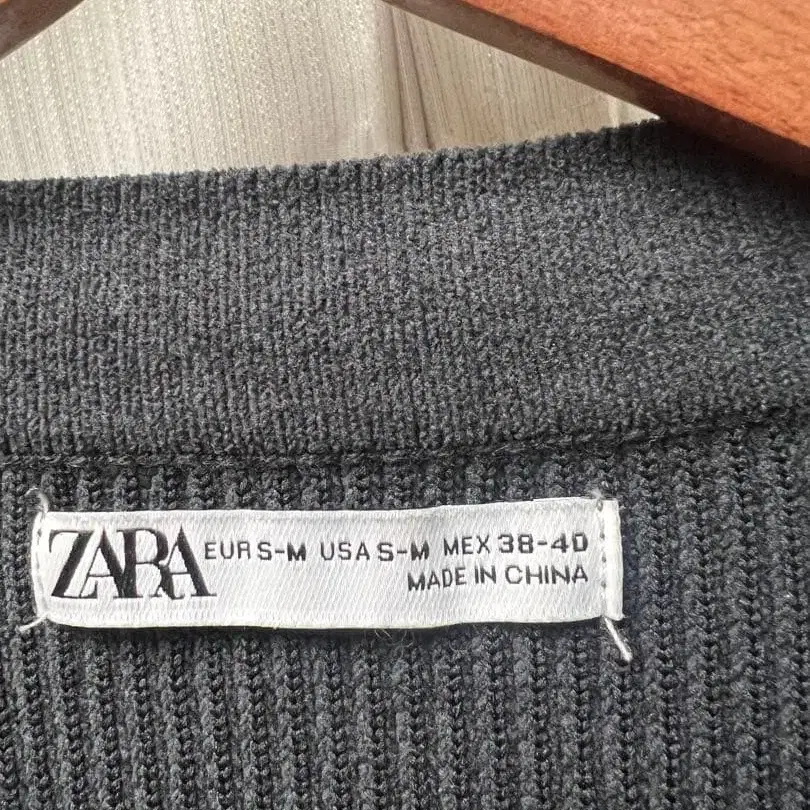 ZARA EUR S-M USA S-M MEX 38-40
MADE IN CHINA